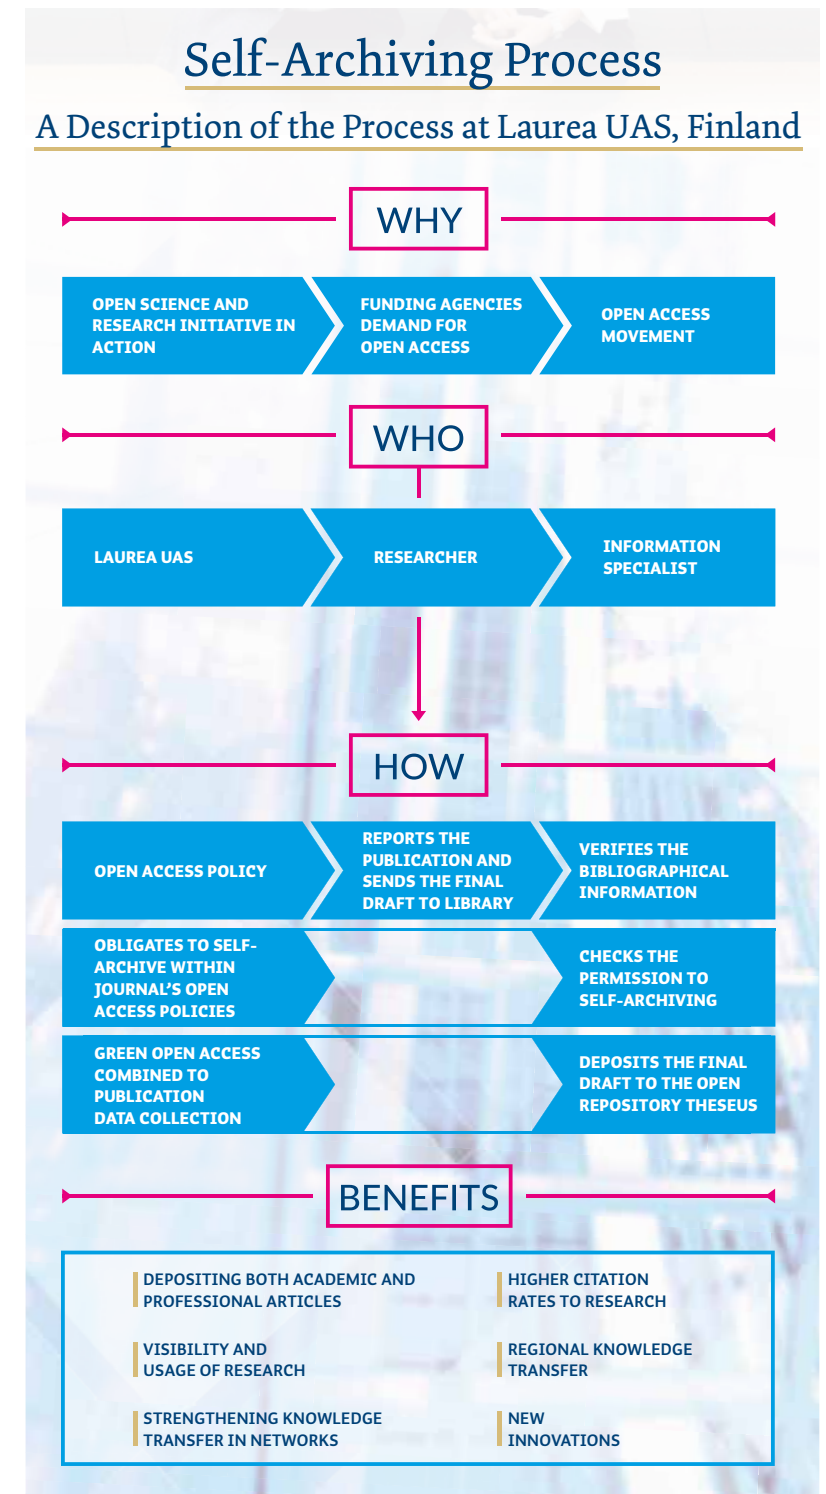 Self-Archiving Process
A Description of the Process at Laurea UAS, Finland
WHY
OPEN SCIENCE AND
RESEARCH INITIATIVE IN
ACTION
FUNDING AGENCIES
DEMAND FOR
OPEN ACCESS
OPEN ACCESS
MOVEMENT
WHO
LAUREA UAS
RESEARCHER
INFORMATION
SPECIALIST
HOW
OPEN ACCESS POLICY
REPORTS THE
PUBLICATION AND
SENDS THE FINAL
DRAFT TO LIBRARY
VERIFIES THE
BIBLIOGRAPHICAL
INFORMATION
OBLIGATES TO SELF-
ARCHIVE WITHIN
JOURNAL'S OPEN
ACCESS POLICIES
CHECKS THE
PERMISSION TO
SELF-ARCHIVING
GREEN OPEN ACCESS
COMBINED TO
PUBLICATION
DATA COLLECTION
DEPOSITS THE FINAL
DRAFT TO THE OPEN
REPOSITORY THESEUS
BENEFITS
DEPOSITING BOTH ACADEMIC AND
PROFESSIONAL ARTICLES
HIGHER CITATION
RATES TO RESEARCH
VISIBILITY AND
USAGE OF RESEARCH
REGIONAL KNOWLEDGE
TRANSFER
STRENGTHENING KNOWLEDGE
TRANSFER IN NETWORKS
NEW
INNOVATIONS